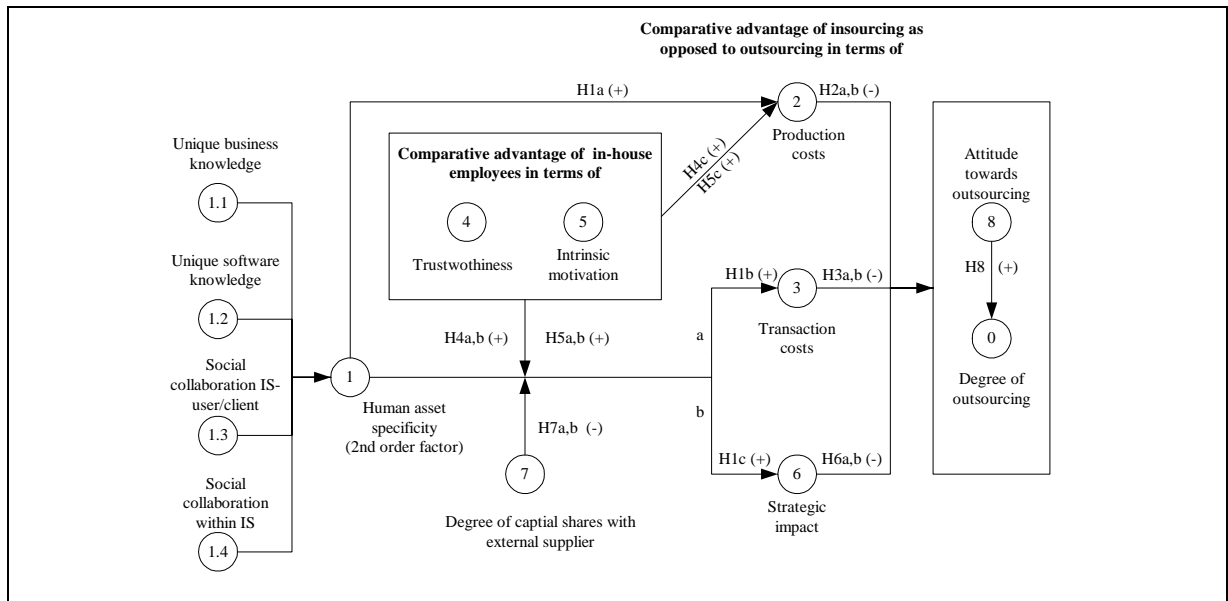 Comparative advantage of insourcing as
opposed to outsourcing in terms of
H1a (+)
2
H2a,b (-)
Production
costs
Unique business
knowledge
1.1
Comparative advantage of in-house
employees in terms of
4
Trustwothiness
5
Intrinsic
motivation
H4c (+)
H5c (+)
Attitude
towards
outsourcing
8
H8 (+)
0
Degree of
outsourcing
Unique software
knowledge
1.2
H1b (+)
3
H3a,b (-)
Transaction
costs
H4a,b (+)
H5a,b (+)
a
b
Social
collaboration IS-
user/client
1.3
1
Human asset
specificity
(2nd order factor)
H7a,b (-)
7
Degree of captial shares with
external supplier
H1c (+)
6
H6a,b (-)
Strategic
impact
Social
collaboration
within IS
1.4